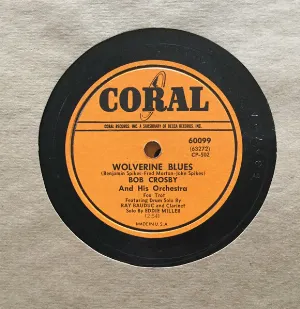 CORAL
CORAL RECORDS, INC. A SUBSIDIARY OF DECCA RECORDS, INC.
60099
(63272)
CP-502
WOLVERINE BLUES
(Benjamin Spikes-Fred Morton-John Spikes)
BOB CROSBY
And His Orchestra
Fox Trot
Featuring Drum Solo By
RAY BAUDUC and Clarinet
Solo By EDDIE MILLER
MADE IN U.S.A.